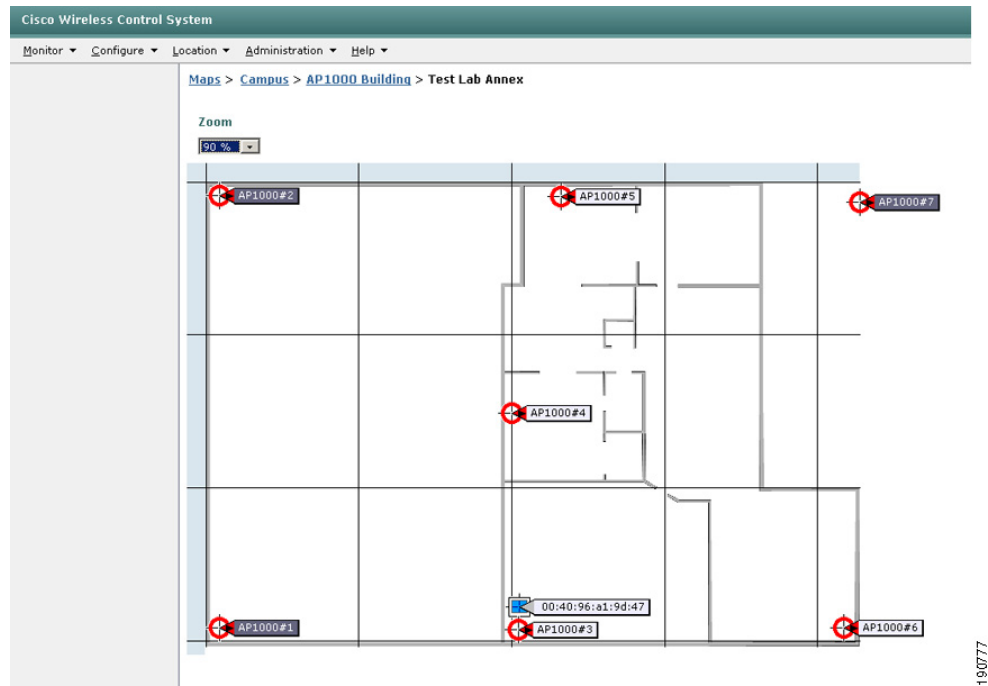 Cisco Wireless Control System
Monitor Configure Location Administration Help
Maps > Campus > AP1000 Building > Test Lab Annex
Zoom
90 %
AP1000#2
AP1000#5
AP1000#7
AP1000#4
00:40:96:a1:9d:47
AP1000#1
AP1000#3
AP1000#6
190777